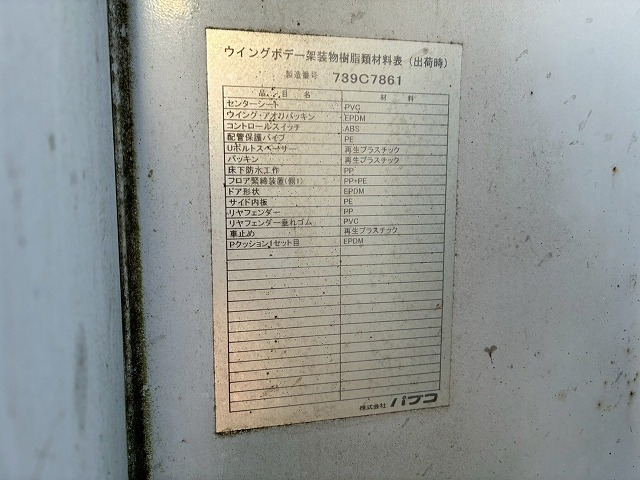 ウイングボデー架装物樹脂類材料表（出荷時）
製造番号 739C7861
品目名 材料
センターシート PVC
ウイング・アオリパッキン EPDM
コントロールスイッチ ABS
配管保護パイプ PE
Uボルトスペーサー 再生プラスチック
パッキン 再生プラスチック
床下防水工作 PP
フロア緊締装置(側1) PP+PE
ドア形状 EPDM
サイド内板 PE
リヤフェンダー PP
リヤフェンダー垂れゴム PVC
車止め 再生プラスチック
Pクッション1セット目 EPDM
株式会社 パブコ